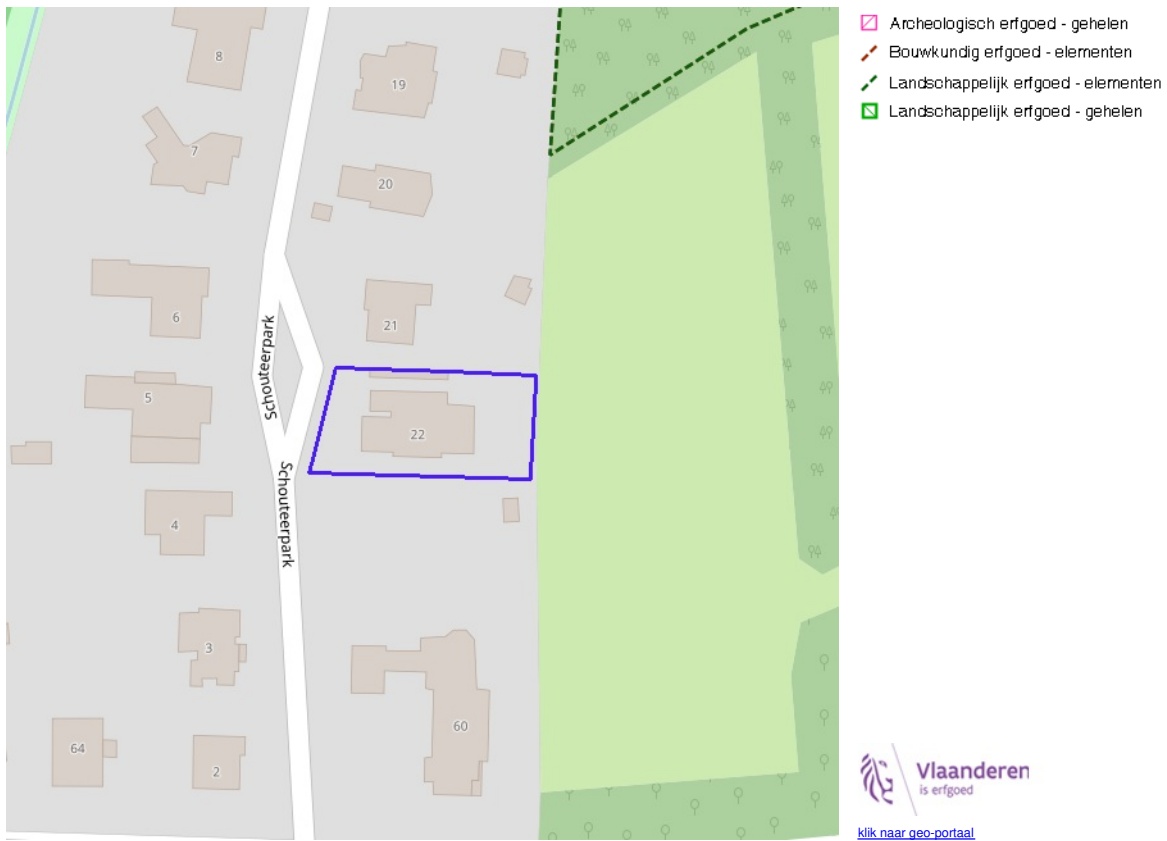 8
19
7
20
6
21
Schouteerpark
5
22
Schouteerpark
4
3
60
64
2
Archeologisch erfgoed - gehelen
Bouwkundig erfgoed - elementen
Landschappelijk erfgoed - elementen
Landschappelijk erfgoed - gehelen
Vlaanderen
is erfgoed
klik naar geo-portaal